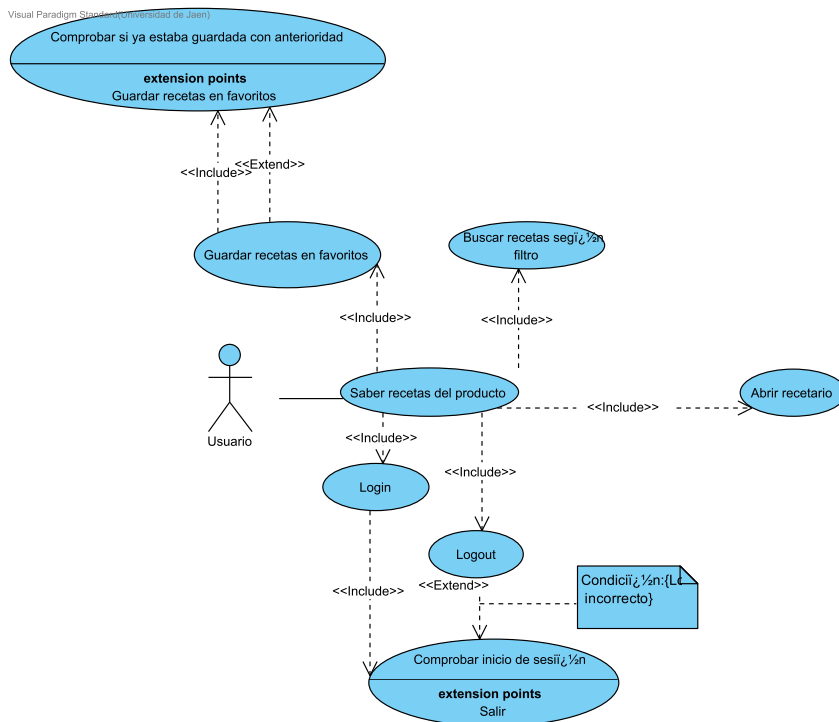 Visual Paradigm Standard(Universidad de Jaen)
Comprobar si ya estaba guardada con anterioridad
extension points
Guardar recetas en favoritos
<<Include>>
<<Extend>>
Guardar recetas en favoritos
Buscar recetas segï¿½n
filtro
<<Include>>
<<Include>>
Usuario
Saber recetas del producto
<<Include>>
Abrir recetario
<<Include>>
<<Include>>
Login
Logout
<<Include>>
<<Extend>>
Condiciï¿½n:{Lo
incorrecto}
Comprobar inicio de sesiï¿½n
extension points
Salir